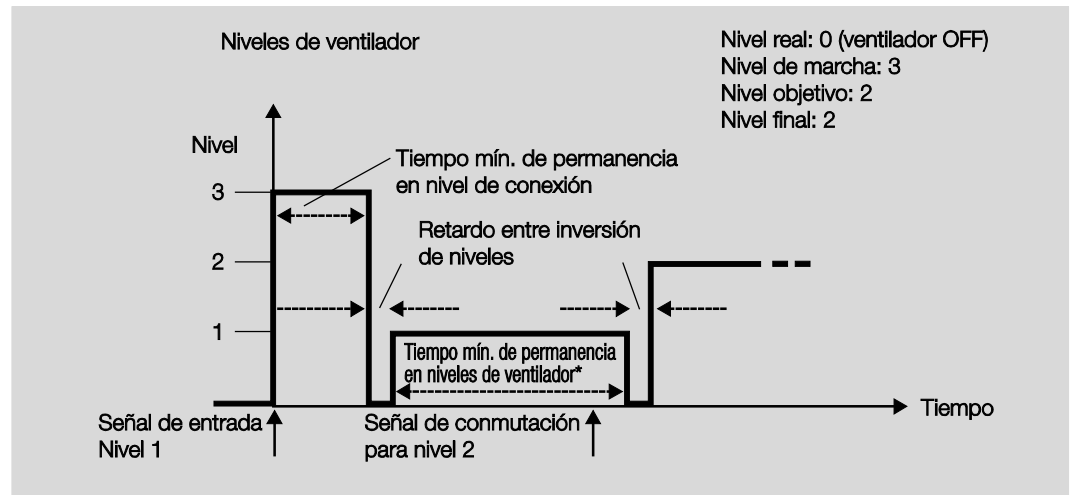 Niveles de ventilador
Nivel real: 0 (ventilador OFF)
Nivel de marcha: 3
Nivel objetivo: 2
Nivel final: 2
Nivel
Tiempo mín. de permanencia
en nivel de conexión
3
Retardo entre inversión
de niveles
2
1
Tiempo mín. de permanencia
en niveles de ventilador*
Tiempo
Señal de entrada
Nivel 1
Señal de conmutación
para nivel 2